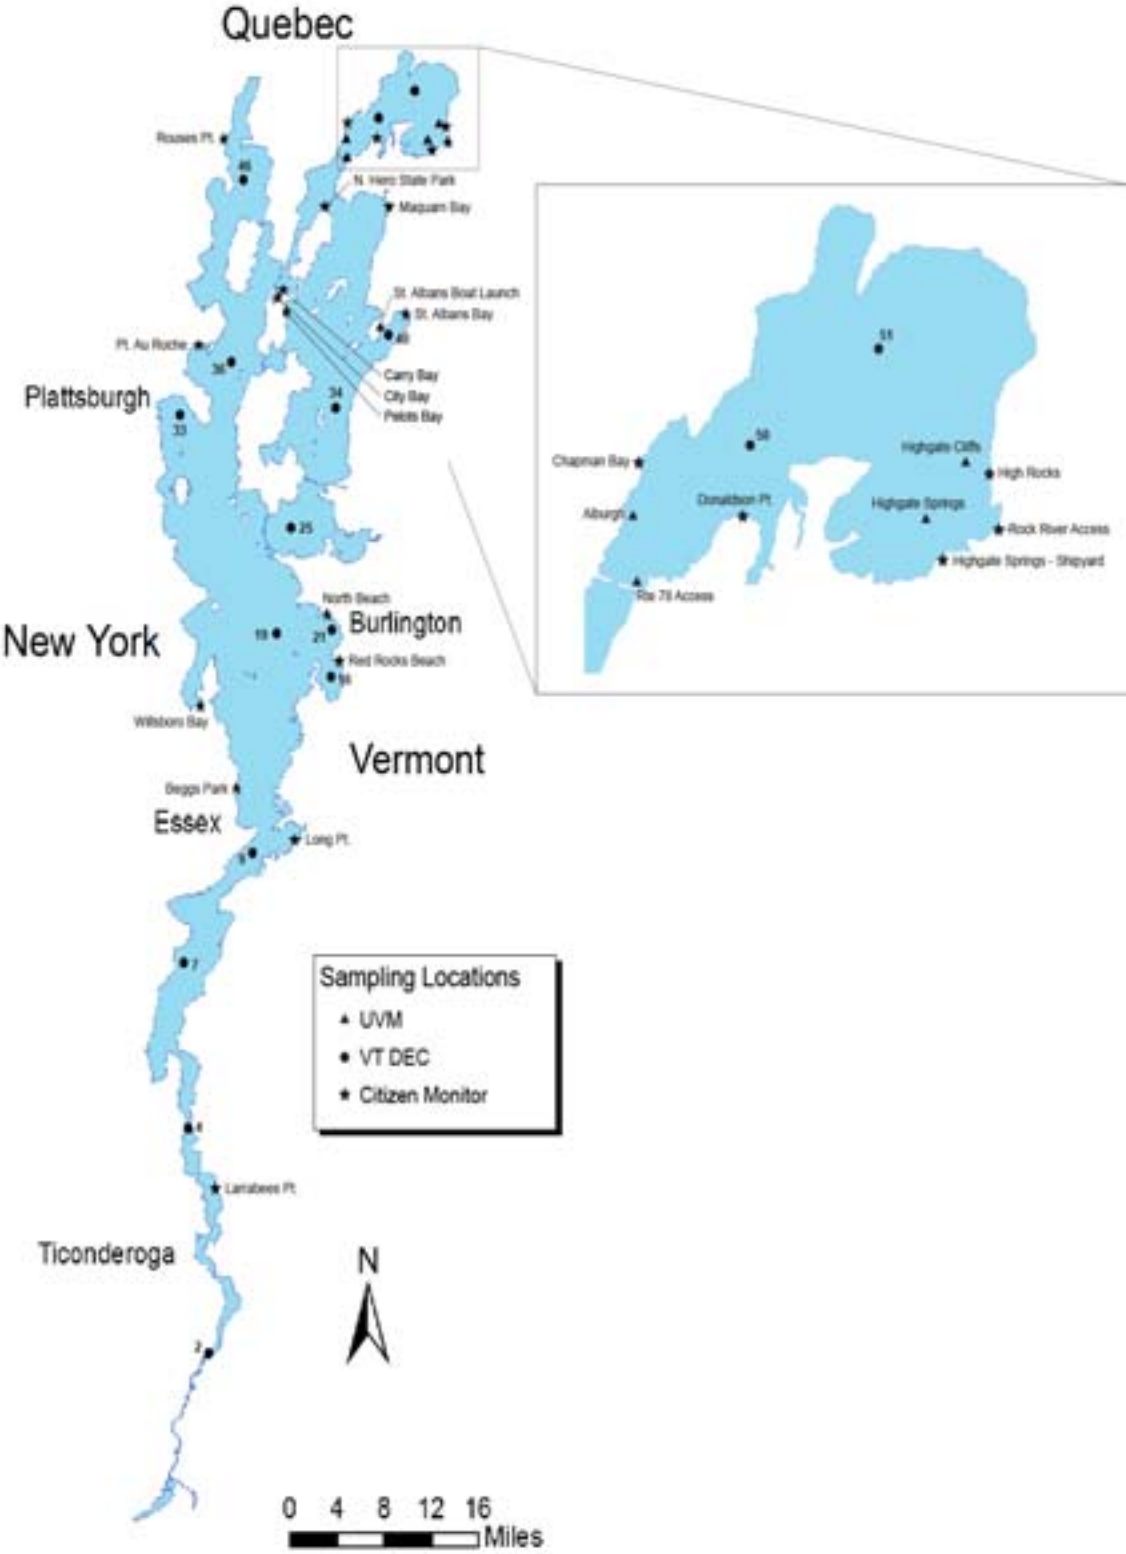 Quebec
Rouses Pt.
46
N. Hero State Park
Maquam Bay
St. Albans Boat Launch
St. Albans Bay
40
Pt. Au Roche
36
Carry Bay
City Bay
Pelots Bay
34
Plattsburgh
33
25
51
50
Chapman Bay
Highgate Cliffs
High Rocks
Alburgh
Donaldson Pt.
Highgate Springs
Rock River Access
Highgate Springs - Shipyard
Rte 78 Access
North Beach
New York
19
21
Burlington
Red Rocks Beach
16
Willsboro Bay
Vermont
Beggs Park
Essex
Long Pt.
9
7
Sampling Locations
UVM
VT DEC
Citizen Monitor
4
Larrabees Pt.
Ticonderoga
N
2
0 4 8 12 16
Miles